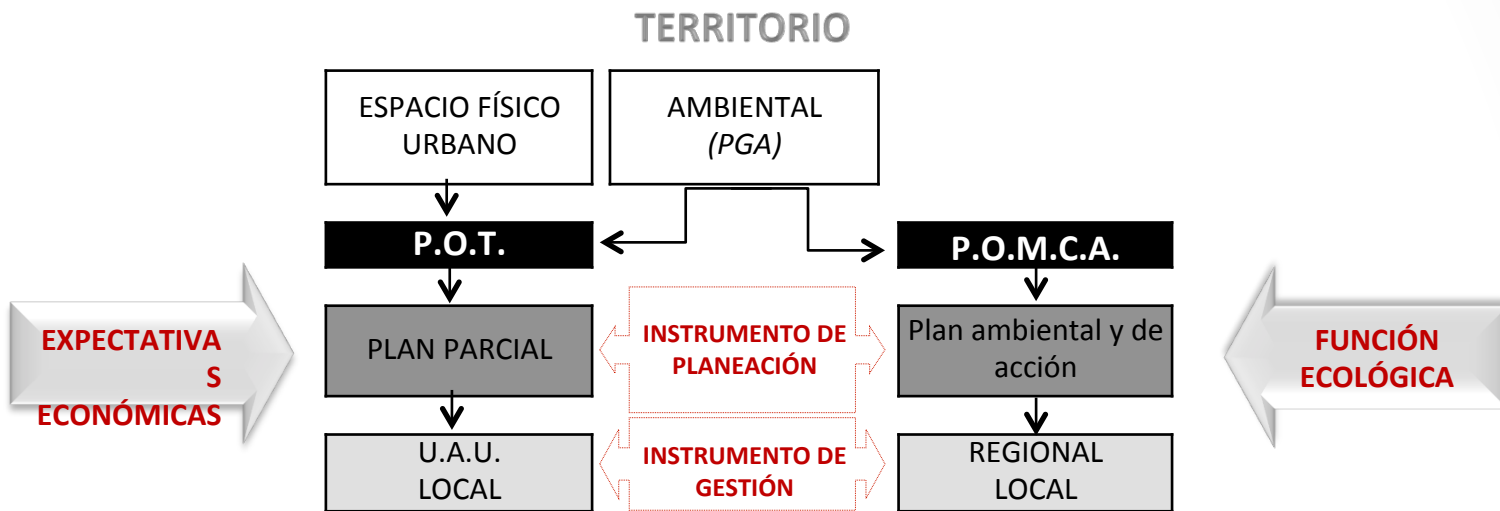 TERRITORIO
ESPACIO FÍSICO
URBANO
AMBIENTAL
(PGA)
P.O.T.
P.O.M.C.A.
EXPECTATIVA
S
ECONÓMICAS
PLAN PARCIAL
INSTRUMENTO DE
PLANEACIÓN
Plan ambiental y de
acción
FUNCIÓN
ECOLÓGICA
U.A.U.
LOCAL
INSTRUMENTO DE
GESTIÓN
REGIONAL
LOCAL